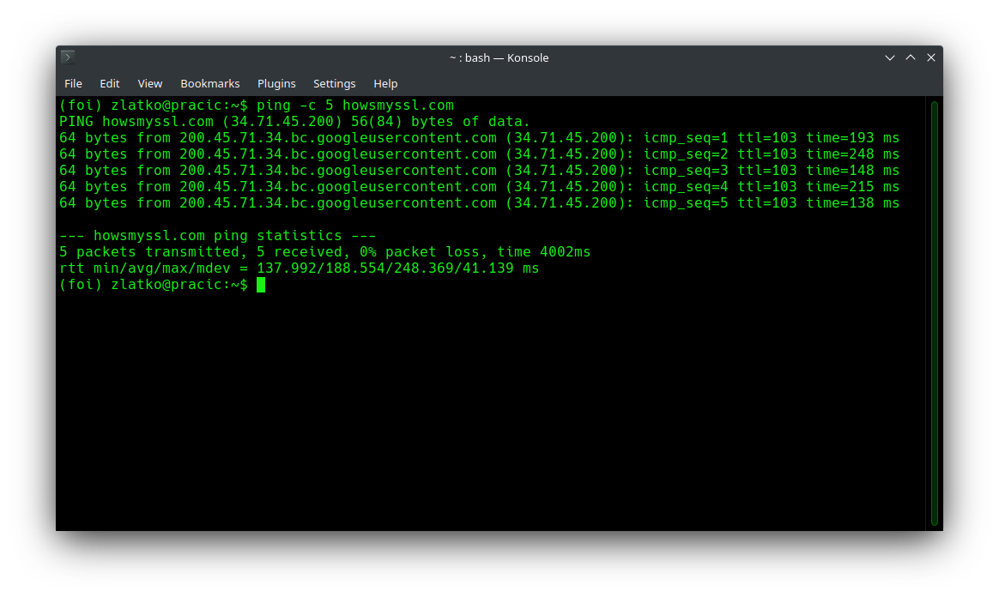 ~ : bash — Konsole
File Edit View Bookmarks Plugins Settings Help
(foi) zlatko@pracic:~$ ping -c 5 howsmyssl.com
PING howsmyssl.com (34.71.45.200) 56(84) bytes of data.
64 bytes from 200.45.71.34.bc.googleusercontent.com (34.71.45.200): icmp_seq=1 ttl=103 time=193 ms
64 bytes from 200.45.71.34.bc.googleusercontent.com (34.71.45.200): icmp_seq=2 ttl=103 time=248 ms
64 bytes from 200.45.71.34.bc.googleusercontent.com (34.71.45.200): icmp_seq=3 ttl=103 time=148 ms
64 bytes from 200.45.71.34.bc.googleusercontent.com (34.71.45.200): icmp_seq=4 ttl=103 time=215 ms
64 bytes from 200.45.71.34.bc.googleusercontent.com (34.71.45.200): icmp_seq=5 ttl=103 time=138 ms
--- howsmyssl.com ping statistics ---
5 packets transmitted, 5 received, 0% packet loss, time 4002ms
rtt min/avg/max/mdev = 137.992/188.554/248.369/41.139 ms
(foi) zlatko@pracic:~$